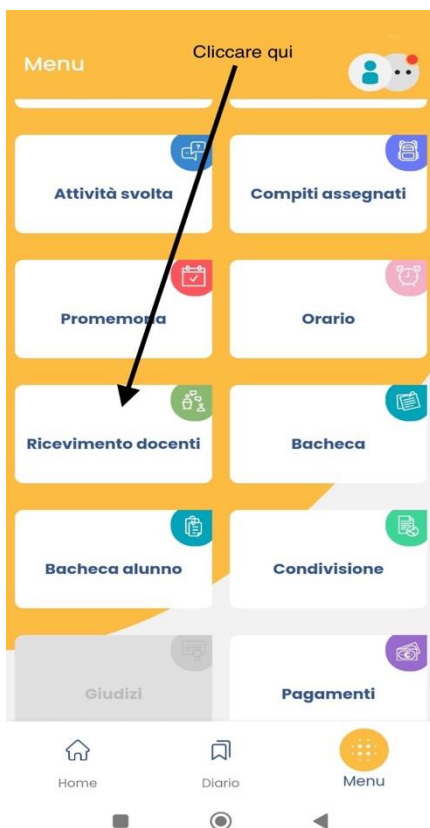 Cliccare qui
Menu
Attività svolta
Compiti assegnati
Promemoria
Orario
Ricevimento docenti
Bacheca
Bacheca alunno
Condivisione
Giudizi
Pagamenti
Home
Diario
Menu